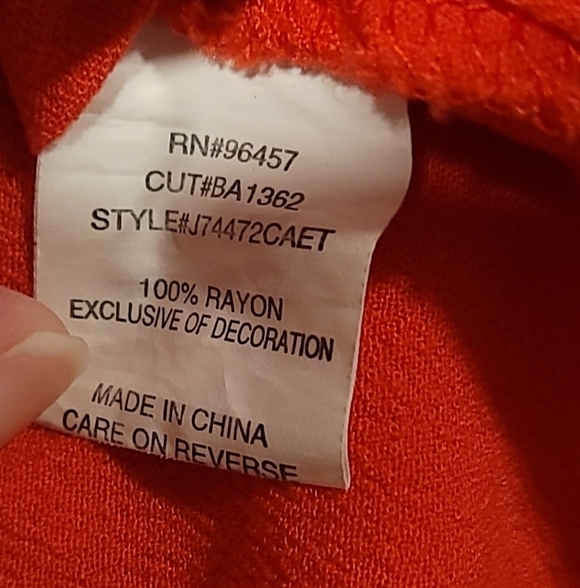 RN#96457
CUT#BA1362
STYLE#J74472CAET
100% RAYON
EXCLUSIVE OF DECORATION
MADE IN CHINA
CARE ON REVERSE